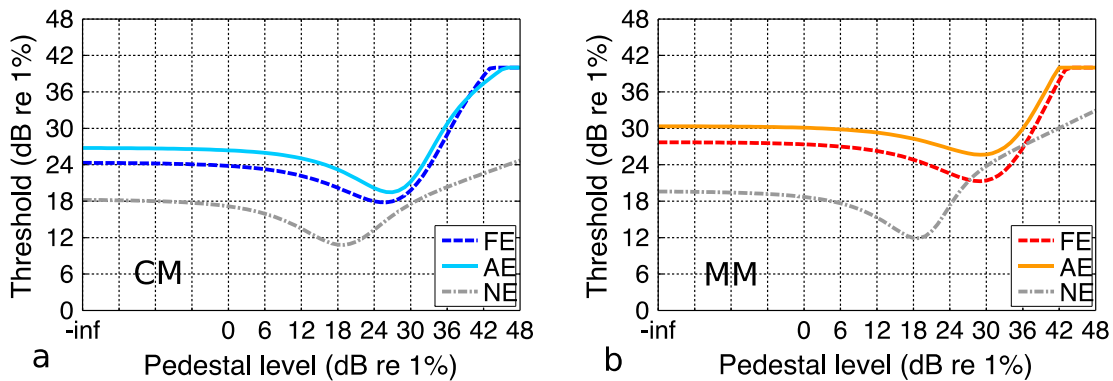 48
42
36
30
24
18
12
6
0
Threshold (dB re 1%)
CM
FE
AE
NE
-inf 0 6 12 18 24 30 36 42 48
Pedestal level (dB re 1%)
a
48
42
36
30
24
18
12
6
0
Threshold (dB re 1%)
MM
FE
AE
NE
-inf 0 6 12 18 24 30 36 42 48
Pedestal level (dB re 1%)
b